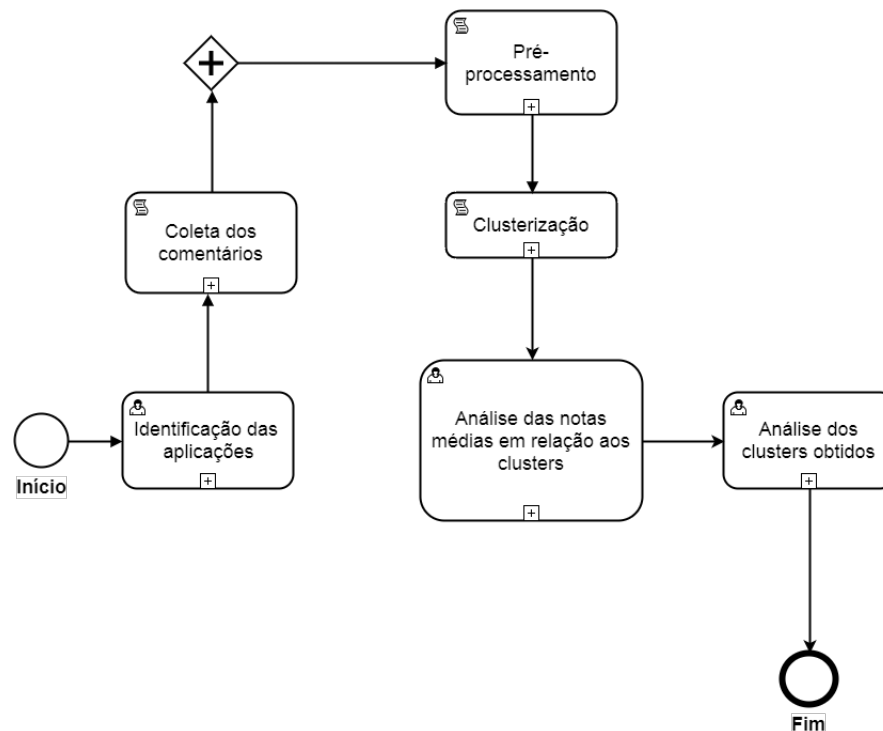 Início
Identificação das
aplicações
Coleta dos
comentários
Pré-
processamento
Clusterização
Análise das notas
médias em relação aos
clusters
Análise dos
clusters obtidos
Fim